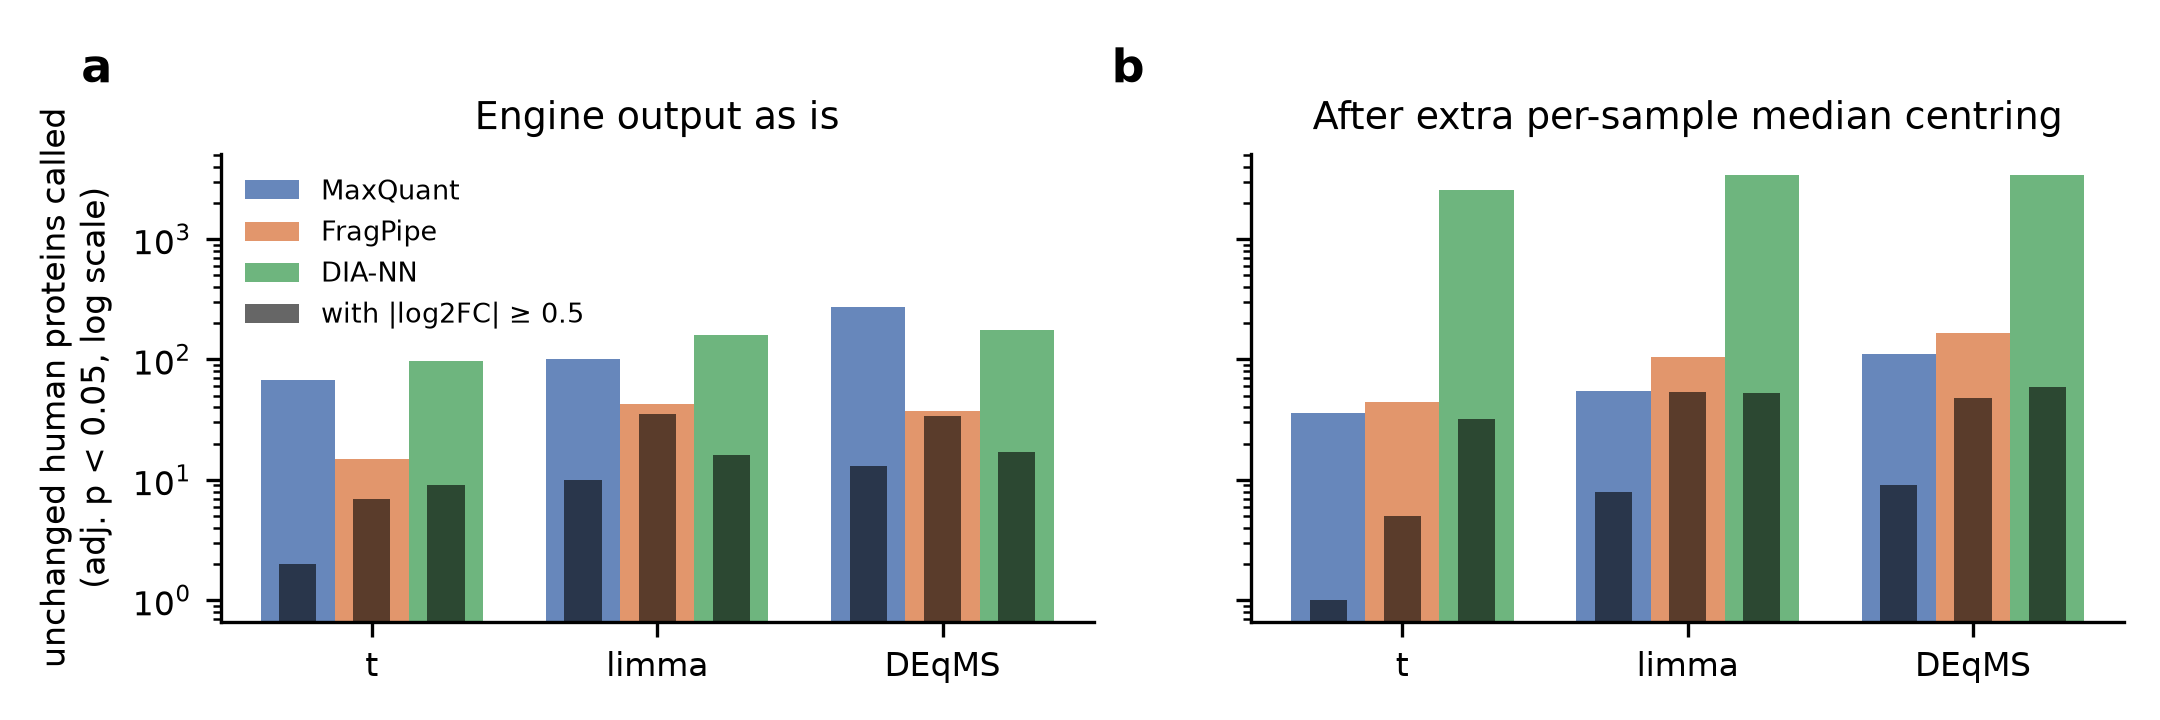 a
Engine output as is
unchanged human proteins called
(adj. p < 0.05, log scale)
10³
10²
10¹
10⁰
MaxQuant
FragPipe
DIA-NN
with |log2FC| ≥ 0.5
t
limma
DEqMS
b
After extra per-sample median centring
t
limma
DEqMS